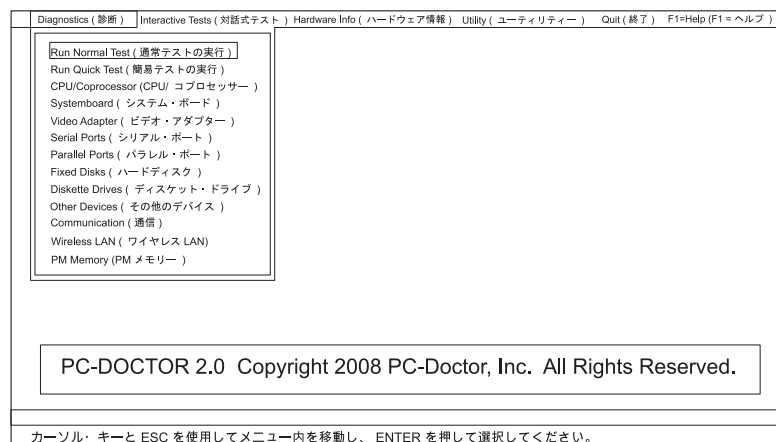 Diagnostics ( 診断 ) Interactive Tests ( 対話式テスト ) Hardware Info ( ハードウェア情報 ) Utility ( ユーティリティー ) Quit ( 終了 ) F1=Help (F1 = ヘルプ )
Run Normal Test ( 通常テストの実行 )
Run Quick Test ( 簡易テストの実行 )
CPU/Coprocessor (CPU/ コプロセッサー )
Systemboard ( システム・ボード )
Video Adapter ( ビデオ・アダプター )
Serial Ports ( シリアル・ポート )
Parallel Ports ( パラレル・ポート )
Fixed Disks ( ハードディスク )
Diskette Drives ( ディスケット・ドライブ )
Other Devices ( その他のデバイス )
Communication ( 通信 )
Wireless LAN ( ワイヤレス LAN)
PM Memory (PM メモリー )
PC-DOCTOR 2.0 Copyright 2008 PC-Doctor, Inc. All Rights Reserved.
カーソル・キーと ESC を使用してメニュー内を移動し、 ENTER を押して選択してください。